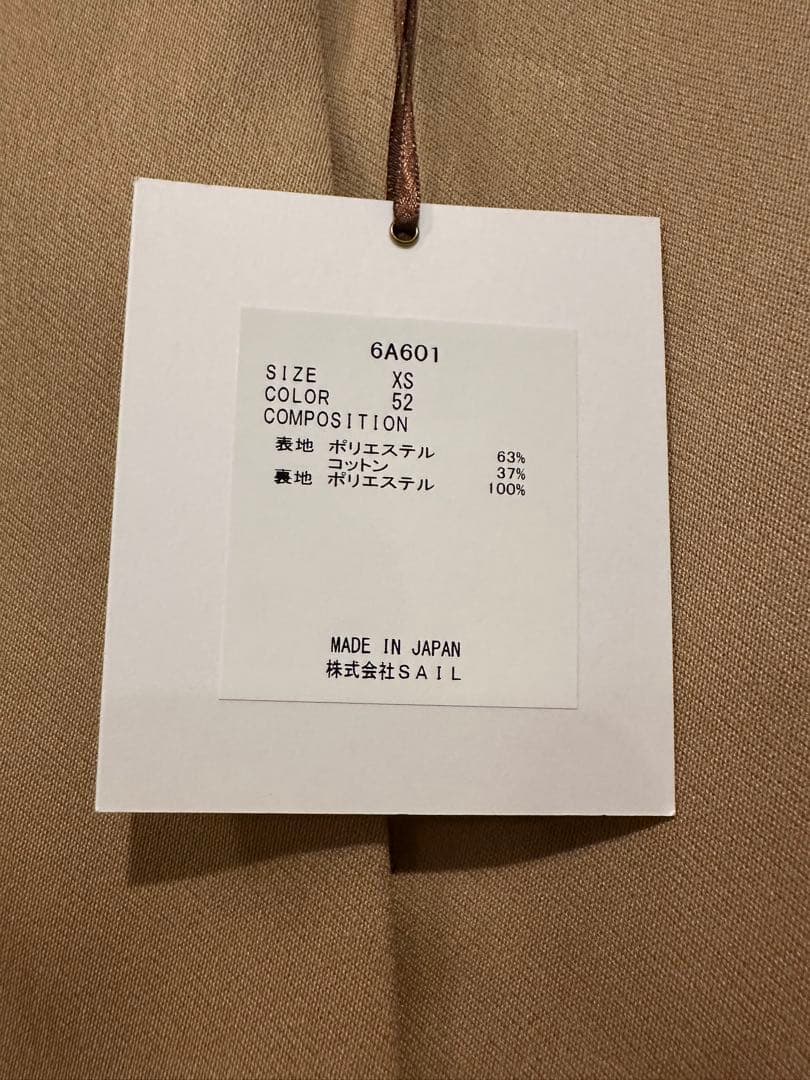 6A601
SIZE XS
COLOR 52
COMPOSITION
表地 ポリエステル 63%
コットン 37%
裏地 ポリエステル 100%
MADE IN JAPAN
株式会社SAIL